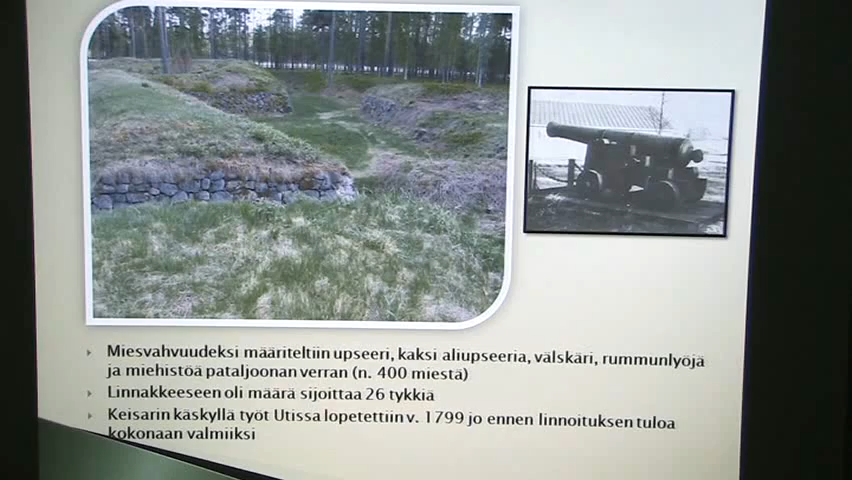 Miesvahvuudeksi määriteltiin upseeri, kaksi aliupseeria, välskäri, rummunlyöjä
ja miehistöä pataljoonan verran (n. 400 miestä)
Linnakkeeseen oli määrä sijoittaa 26 tykkiä
Keisarin käskyllä työt Utissa lopetettiin v. 1799 jo ennen linnoituksen tuloa
kokonaan valmiiksi